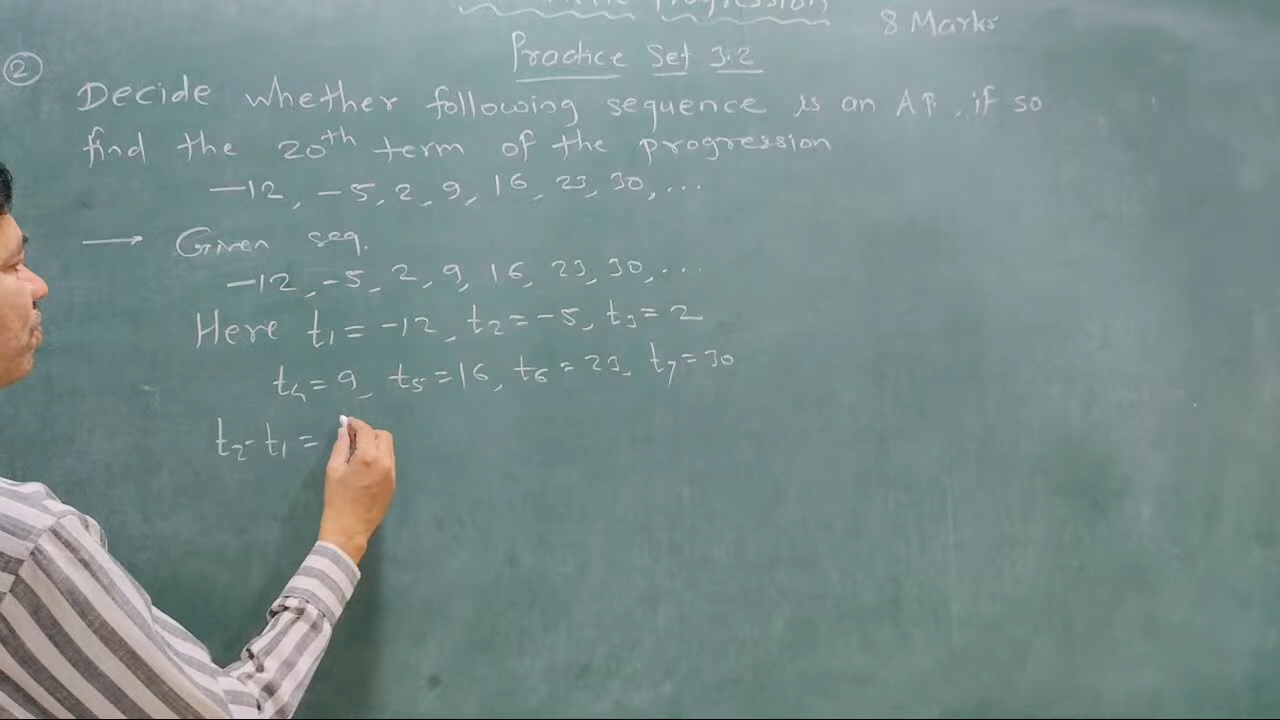 Progression
8 Marks
Practice Set 3.2
② Decide whether following sequence is an A.P., if so
find the 20th term of the progression
-12, -5, 2, 9, 16, 23, 30, ...
→ Given seq.
-12, -5, 2, 9, 16, 23, 30, ...
Here t₁ = -12, t₂ = -5, t₃ = 2
t₄ = 9, t₅ = 16, t₆ = 23, t₇ = 30
t₂ - t₁ =